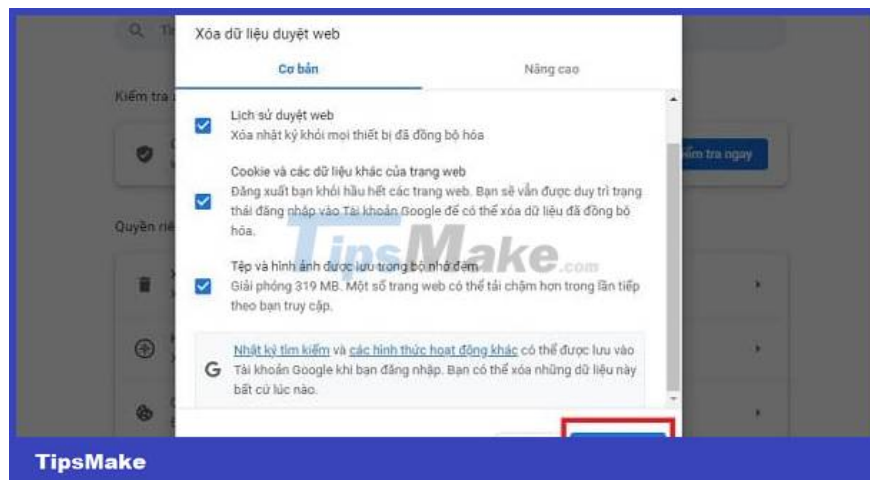 Xóa dữ liệu duyệt web
Cơ bản
Nâng cao
Kiểm tra
Lịch sử duyệt web
Xóa nhật ký khỏi mọi thiết bị đã đồng bộ hóa
Cookie và các dữ liệu khác của trang web
Đăng xuất bạn khỏi hầu hết các trang web. Bạn sẽ vẫn được duy trì trạng
thái đăng nhập vào Tài khoản Google để có thể xóa dữ liệu đã đồng bộ
hóa.
tra ngay
Quyền
TipsMake.com
Tệp và hình ảnh được lưu trong bộ nhớ đệm
Giải phóng 319 MB. Một số trang web có thể tải chậm hơn trong lần tiếp
theo bạn truy cập.
Nhật ký tìm kiếm và các hình thức hoạt động khác có thể được lưu vào
Tài khoản Google khi bạn đăng nhập. Bạn có thể xóa những dữ liệu này
bất cứ lúc nào.
TipsMake